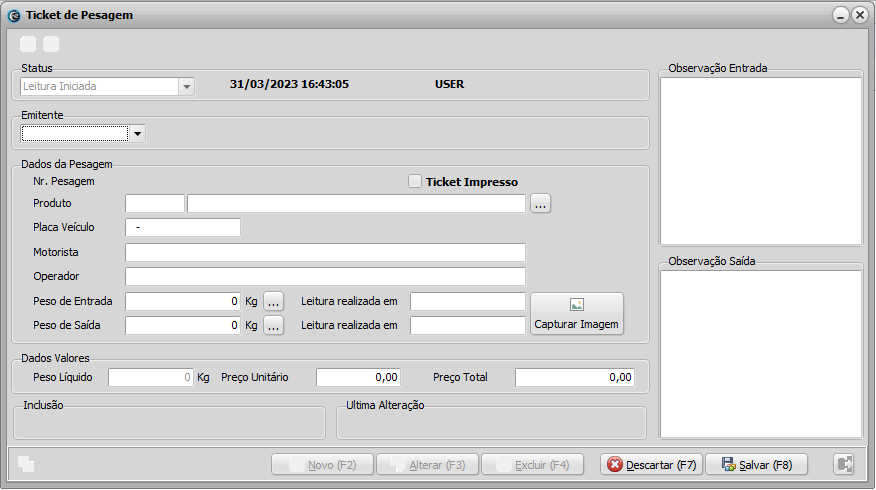 Ticket de Pesagem
Status
Leitura Iniciada
31/03/2023 16:43:05
USER
Emitente
Dados da Pesagem
Nr. Pesagem
Ticket Impresso
Produto
...
Placa Veículo
-
Motorista
Operador
Peso de Entrada
0 Kg
...
Leitura realizada em
Peso de Saída
0 Kg
...
Leitura realizada em
Capturar Imagem
Dados Valores
Peso Líquido
0 Kg
Preço Unitário
0,00
Preço Total
0,00
Inclusão
Ultima Alteração
Observação Entrada
Observação Saída
Novo (F2)
Alterar (F3)
Excluir (F4)
Descartar (F7)
Salvar (F8)